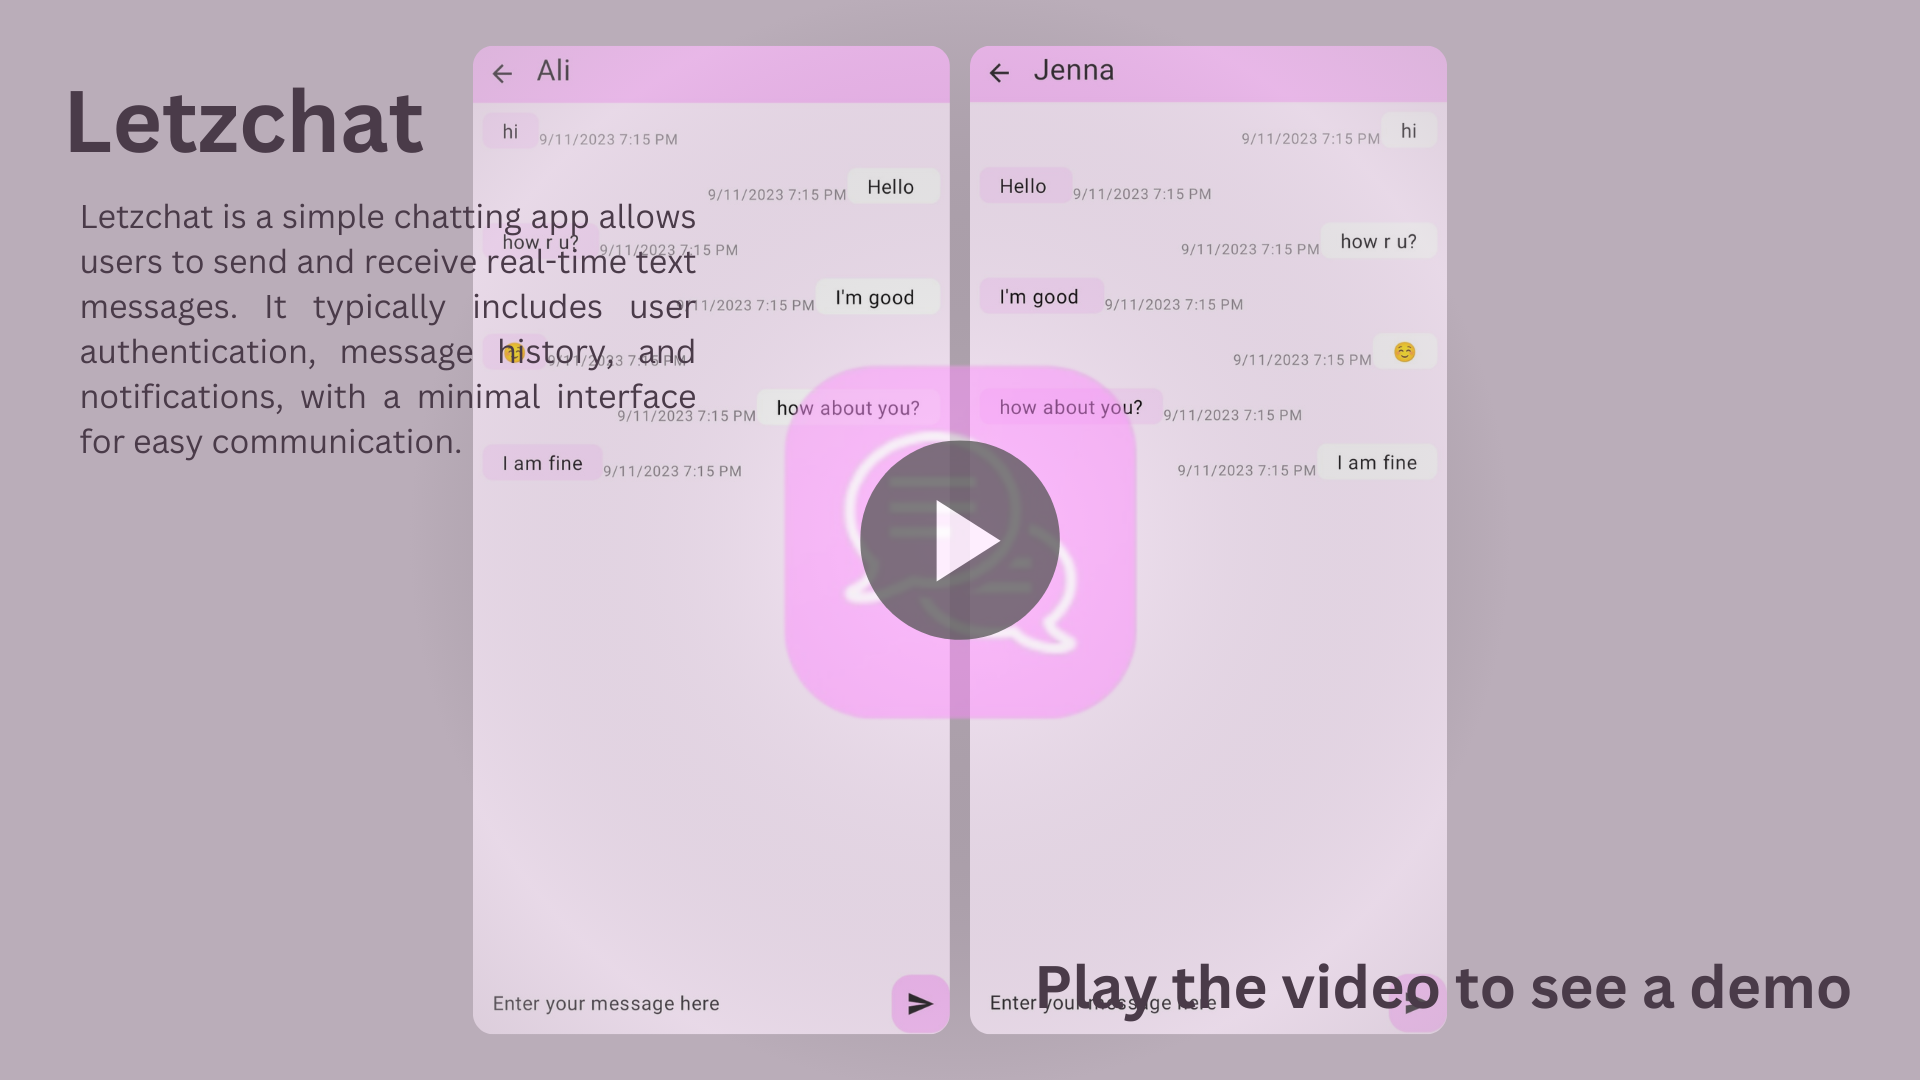 Letzchat
Letzchat is a simple chatting app allows
users to send and receive real-time text
messages. It typically includes user
authentication, message history, and
notifications, with a minimal interface
for easy communication.
Ali
hi 9/11/2023 7:15 PM
9/11/2023 7:15 PM Hello
how r u? 9/11/2023 7:15 PM
9/11/2023 7:15 PM I'm good
☺️ 9/11/2023 7:15 PM
9/11/2023 7:15 PM how about you?
I am fine 9/11/2023 7:15 PM
Enter your message here
Jenna
9/11/2023 7:15 PM hi
Hello 9/11/2023 7:15 PM
9/11/2023 7:15 PM how r u?
I'm good 9/11/2023 7:15 PM
9/11/2023 7:15 PM ☺️
how about you? 9/11/2023 7:15 PM
9/11/2023 7:15 PM I am fine
Enter your message here
Play the video to see a demo